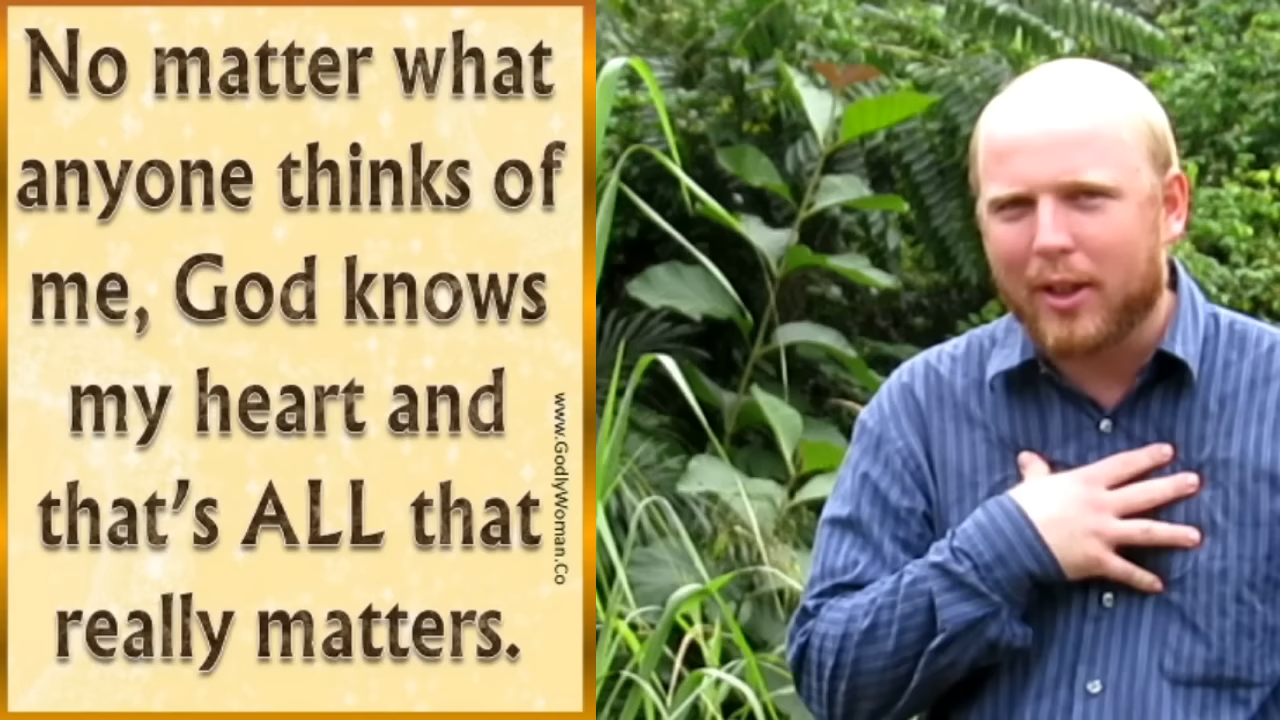 No matter what
anyone thinks of
me, God knows
my heart and
that's ALL that
really matters.
www.GodlyWoman.Co